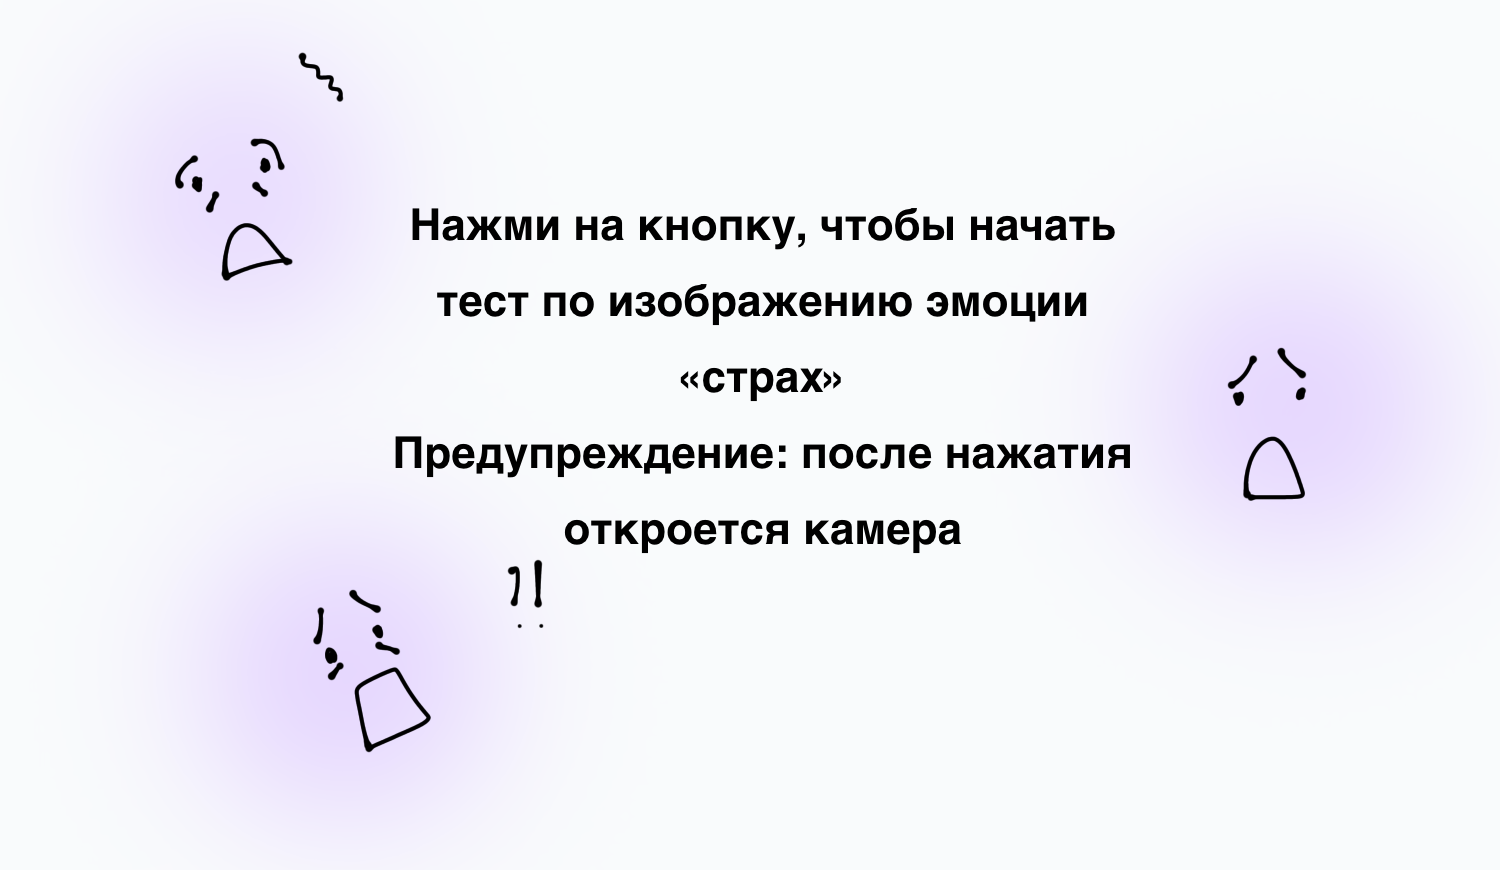 Нажми на кнопку, чтобы начать
тест по изображению эмоции
«страх»
Предупреждение: после нажатия
откроется камера
?!